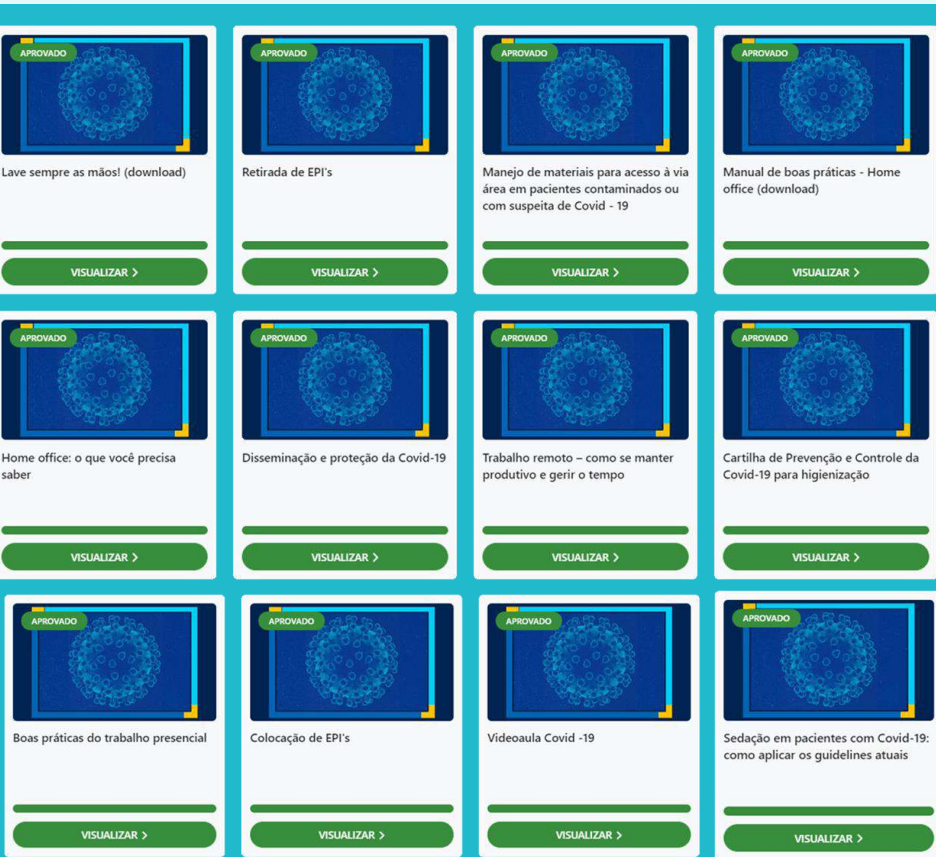 APROVADO
Lave sempre as mãos! (download)
VISUALIZAR >
APROVADO
Retirada de EPI's
VISUALIZAR >
APROVADO
Manejo de materiais para acesso à via
área em pacientes contaminados ou
com suspeita de Covid - 19
VISUALIZAR >
APROVADO
Manual de boas práticas - Home
office (download)
VISUALIZAR >
APROVADO
Home office: o que você precisa
saber
VISUALIZAR >
APROVADO
Disseminação e proteção da Covid-19
VISUALIZAR >
APROVADO
Trabalho remoto – como se manter
produtivo e gerir o tempo
VISUALIZAR >
APROVADO
Cartilha de Prevenção e Controle da
Covid-19 para higienização
VISUALIZAR >
APROVADO
Boas práticas do trabalho presencial
VISUALIZAR >
APROVADO
Colocação de EPI's
VISUALIZAR >
APROVADO
Videoaula Covid -19
VISUALIZAR >
APROVADO
Sedação em pacientes com Covid-19:
como aplicar os guidelines atuais
VISUALIZAR >